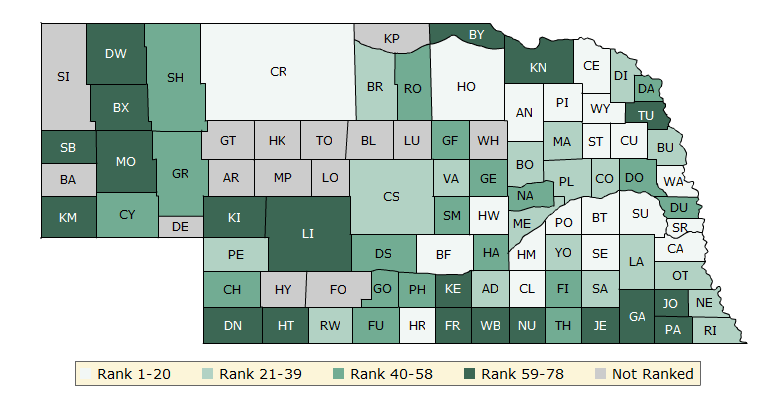 KP BY
DW KN CE
SI SH CR BR RO HO DI DA
BX AN PI WY TU
SB GT HK TO BL LU GF WH MA ST CU BU
MO GR BO
BA AR MP LO VA GE PL CO DO WA
KM CY CS SM HW NA DU
DE KI LI ME PO BT SU SR
PE DS BF HA HM YO SE LA CA
CH HY FO GO PH KE AD CL FI SA OT
DN HT RW FU HR FR WB NU TH JE GA JO NE
PA RI
Rank 1-20 Rank 21-39 Rank 40-58 Rank 59-78 Not Ranked